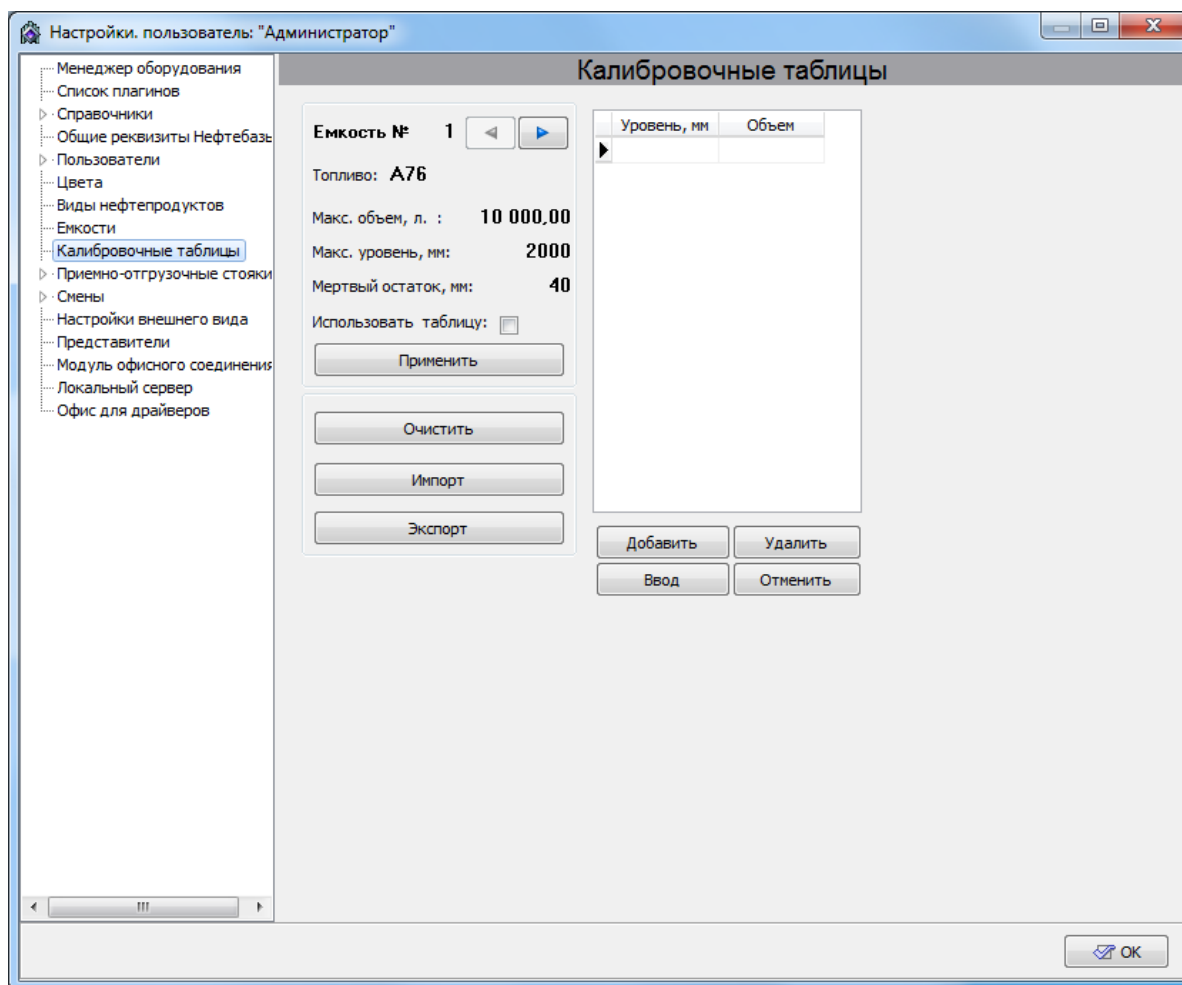 Настройки. пользователь: "Администратор"
Менеджер оборудования
Список плагинов
Справочники
Общие реквизиты Нефтебазь
Пользователи
Цвета
Виды нефтепродуктов
Емкости
Калибровочные таблицы
Приемно-отгрузочные стояки
Смены
Настройки внешнего вида
Представители
Модуль офисного соединения
Локальный сервер
Офис для драйверов
Калибровочные таблицы
Емкость № 1
Топливо: А76
Макс. объем, л. : 10 000,00
Макс. уровень, мм: 2000
Мертвый остаток, мм: 40
Использовать таблицу:
Применить
Очистить
Импорт
Экспорт
Уровень, мм Объем
Добавить Удалить
Ввод Отменить
OK